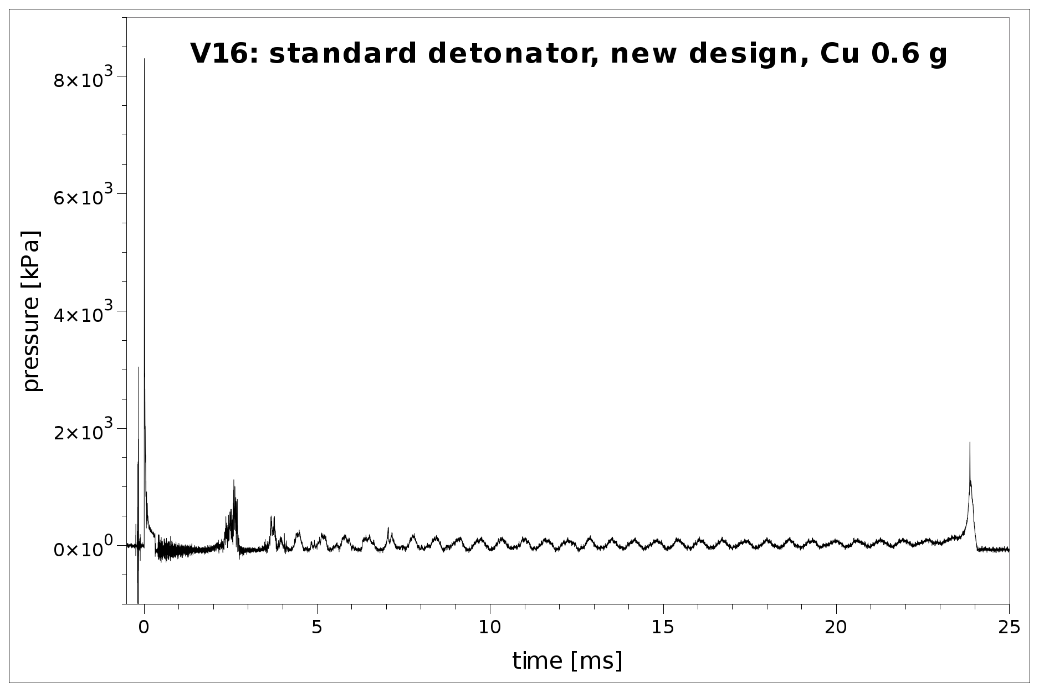 V16: standard detonator, new design, Cu 0.6 g
8×10³
6×10³
4×10³
2×10³
0×10⁰
pressure [kPa]
0 5 10 15 20 25
time [ms]